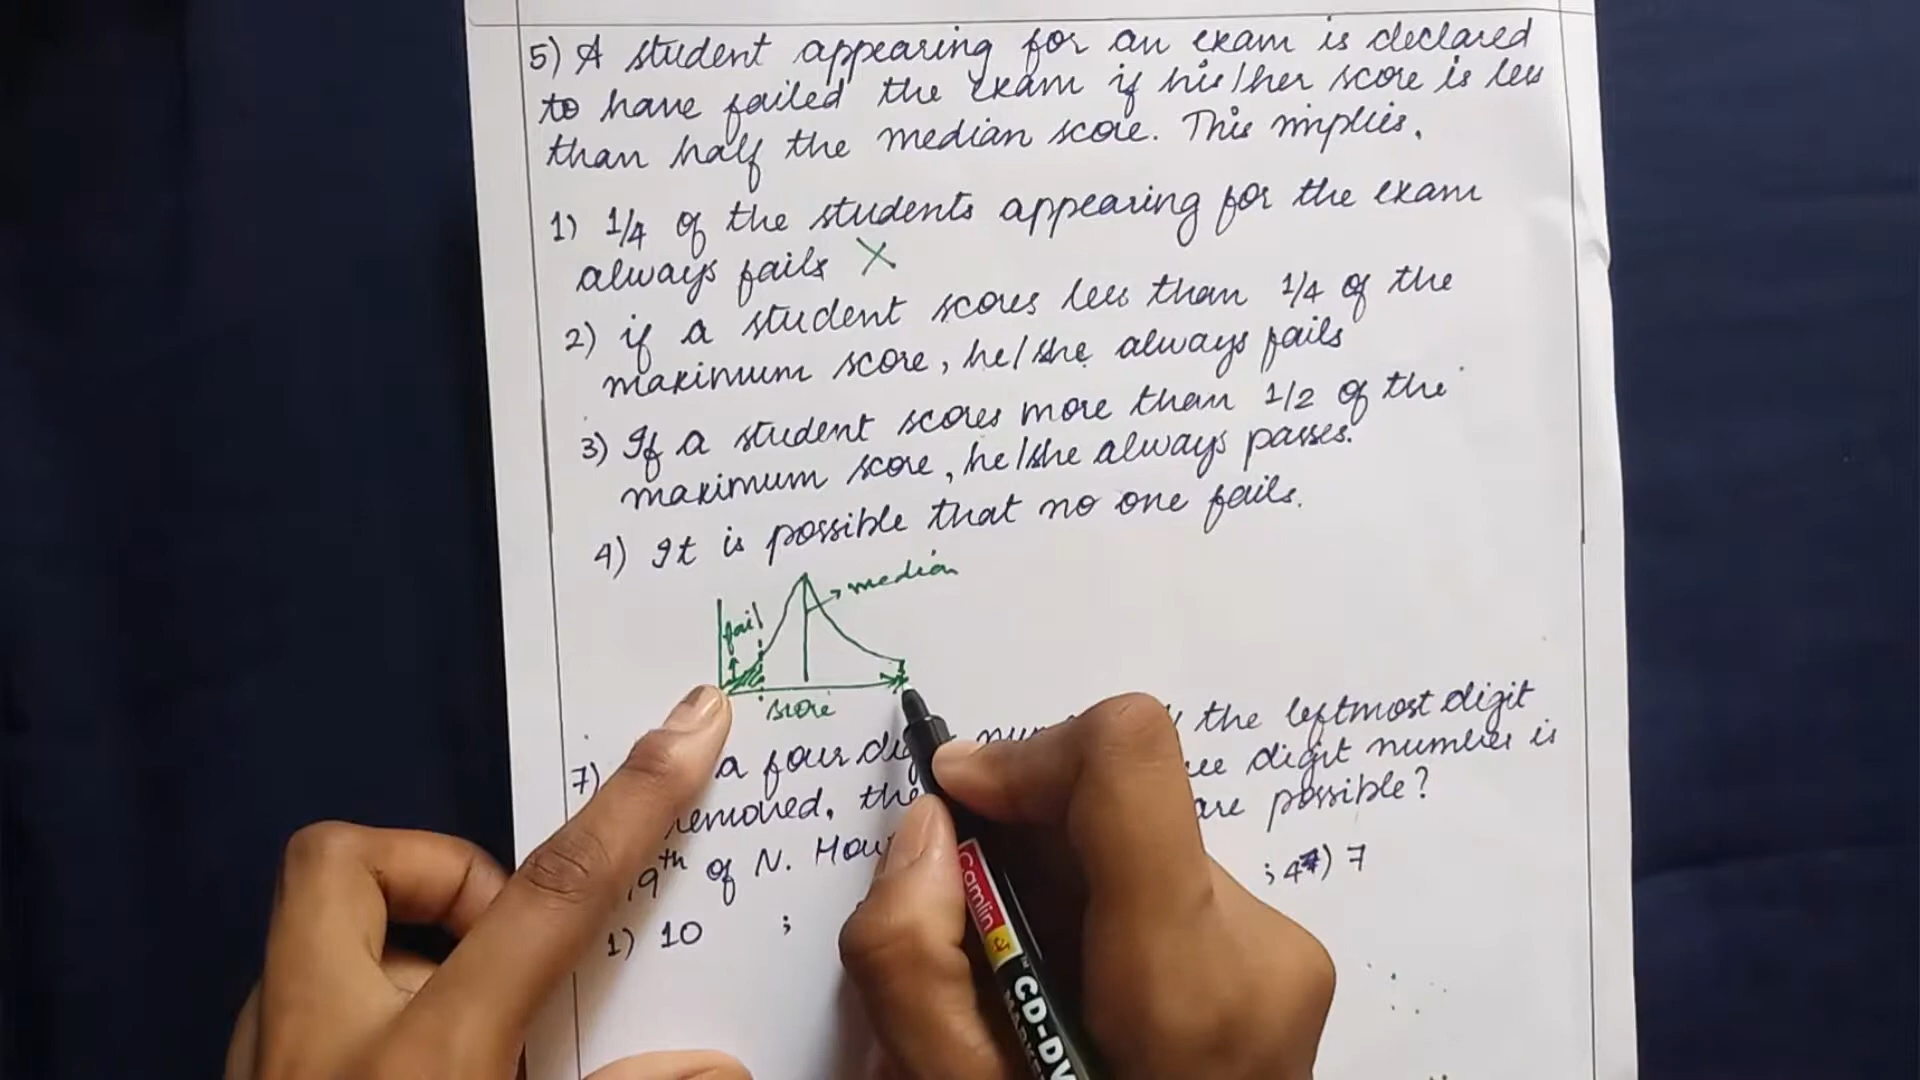 5) A student appearing for an exam is declared
to have failed the exam if his/her score is less
than half the median score. This implies.
1) 1/4 of the students appearing for the exam
always fails X
2) if a student scores less than 1/4 of the
maximum score, he/she always fails
3) If a student scores more than 1/2 of the
maximum score, he/she always passes.
4) It is possible that no one fails.
median
fail
score
7) a four the leftmost digit
removed, the digit number is
are possible?
9th of N. How
1) 10 ; ; 4) 7
Camlin
CD-DV